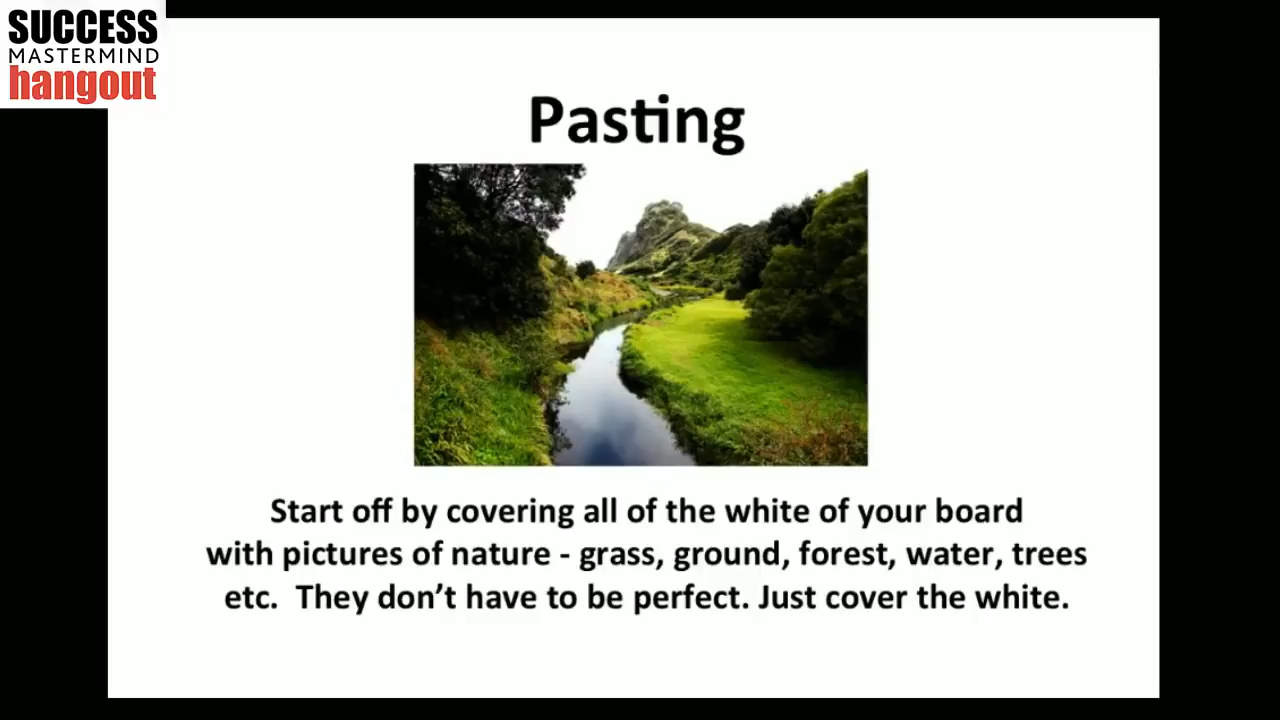 SUCCESS
MASTERMIND
hangout
Pasting
Start off by covering all of the white of your board
with pictures of nature - grass, ground, forest, water, trees
etc.  They don’t have to be perfect. Just cover the white.